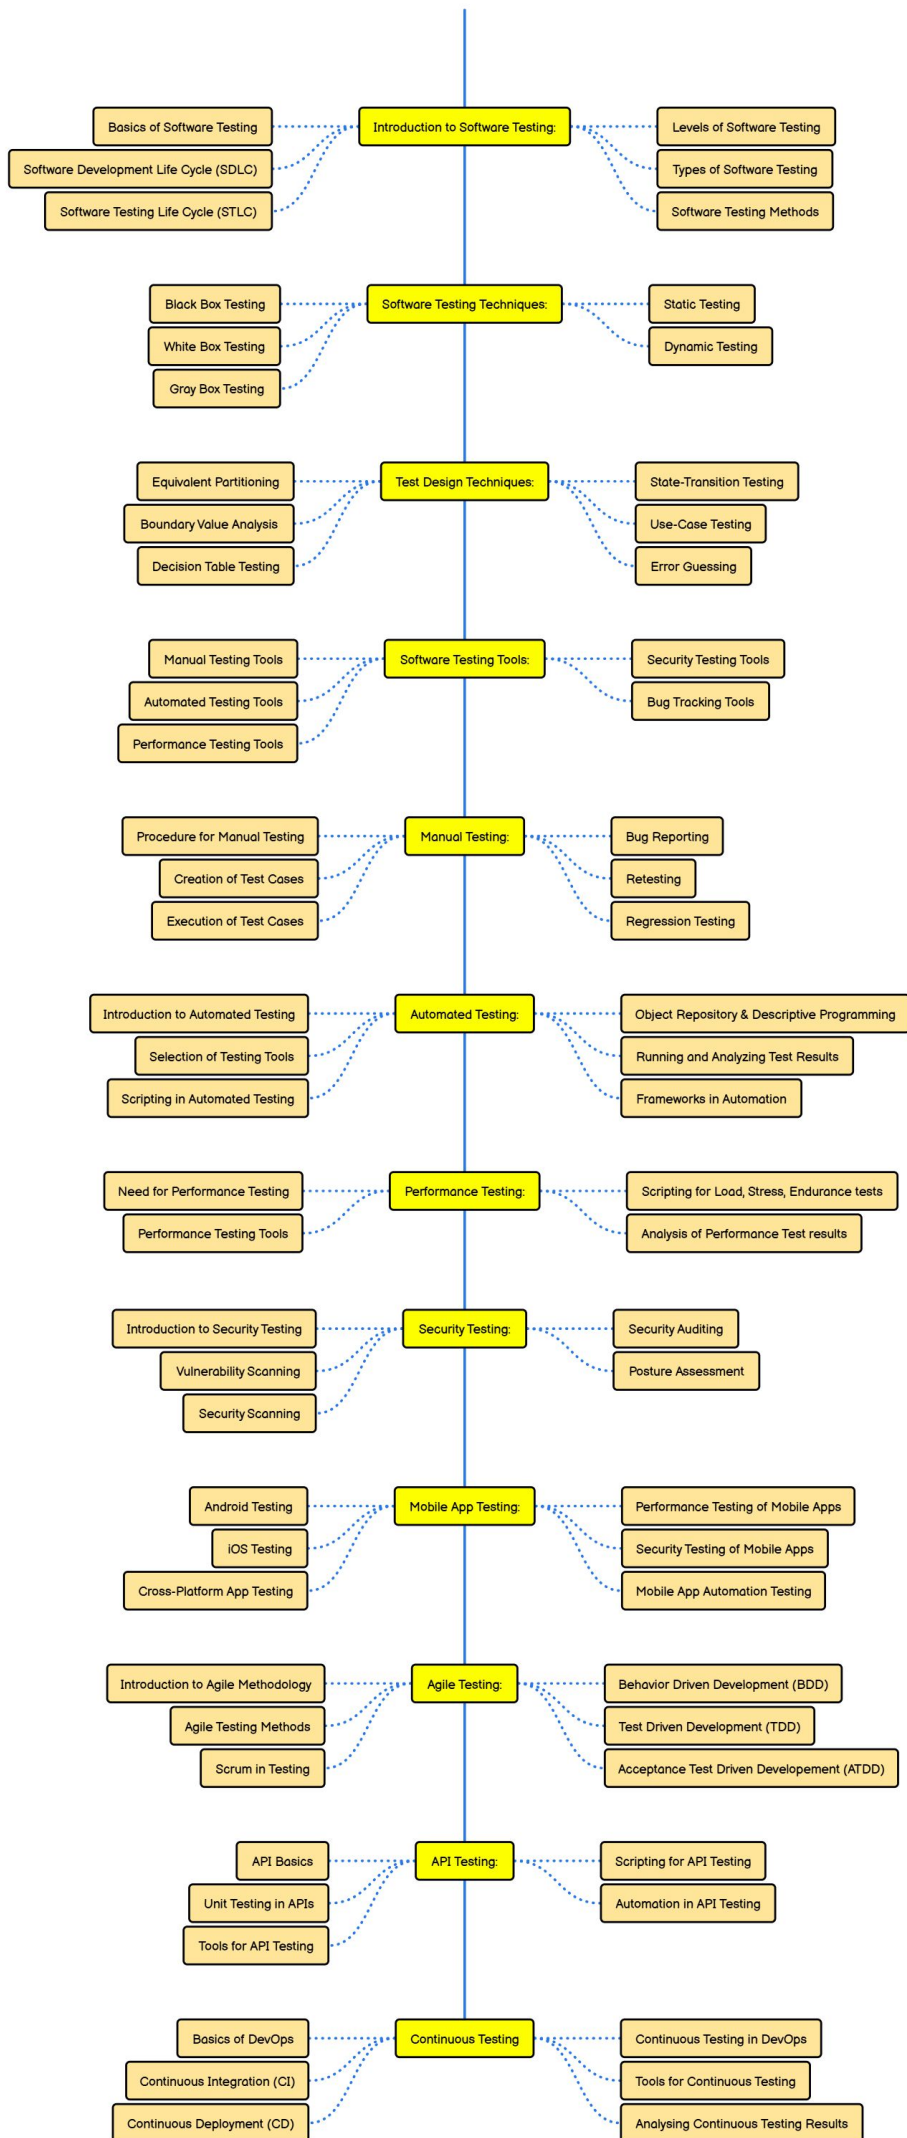 Introduction to Software Testing:
Basics of Software Testing
Software Development Life Cycle (SDLC)
Software Testing Life Cycle (STLC)
Levels of Software Testing
Types of Software Testing
Software Testing Methods
Software Testing Techniques:
Black Box Testing
White Box Testing
Gray Box Testing
Static Testing
Dynamic Testing
Test Design Techniques:
Equivalent Partitioning
Boundary Value Analysis
Decision Table Testing
State-Transition Testing
Use-Case Testing
Error Guessing
Software Testing Tools:
Manual Testing Tools
Automated Testing Tools
Performance Testing Tools
Security Testing Tools
Bug Tracking Tools
Manual Testing:
Procedure for Manual Testing
Creation of Test Cases
Execution of Test Cases
Bug Reporting
Retesting
Regression Testing
Automated Testing:
Introduction to Automated Testing
Selection of Testing Tools
Scripting in Automated Testing
Object Repository & Descriptive Programming
Running and Analyzing Test Results
Frameworks in Automation
Performance Testing:
Need for Performance Testing
Performance Testing Tools
Scripting for Load, Stress, Endurance tests
Analysis of Performance Test results
Security Testing:
Introduction to Security Testing
Vulnerability Scanning
Security Scanning
Security Auditing
Posture Assessment
Mobile App Testing:
Android Testing
iOS Testing
Cross-Platform App Testing
Performance Testing of Mobile Apps
Security Testing of Mobile Apps
Mobile App Automation Testing
Agile Testing:
Introduction to Agile Methodology
Agile Testing Methods
Scrum in Testing
Behavior Driven Development (BDD)
Test Driven Development (TDD)
Acceptance Test Driven Developement (ATDD)
API Testing:
API Basics
Unit Testing in APIs
Tools for API Testing
Scripting for API Testing
Automation in API Testing
Continuous Testing
Basics of DevOps
Continuous Integration (CI)
Continuous Deployment (CD)
Continuous Testing in DevOps
Tools for Continuous Testing
Analysing Continuous Testing Results